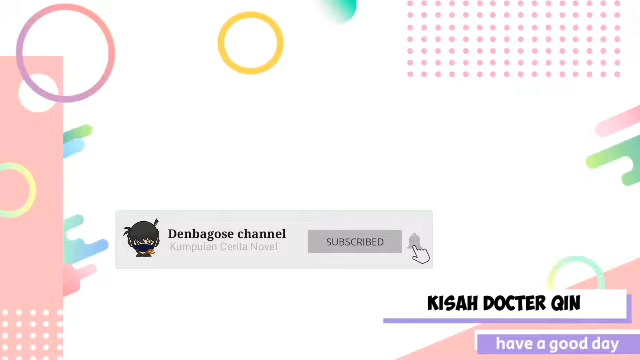 Denbagose channel
Kumpulan Cerita Novel
SUBSCRIBED
KISAH DOCTER QIN
have a good day